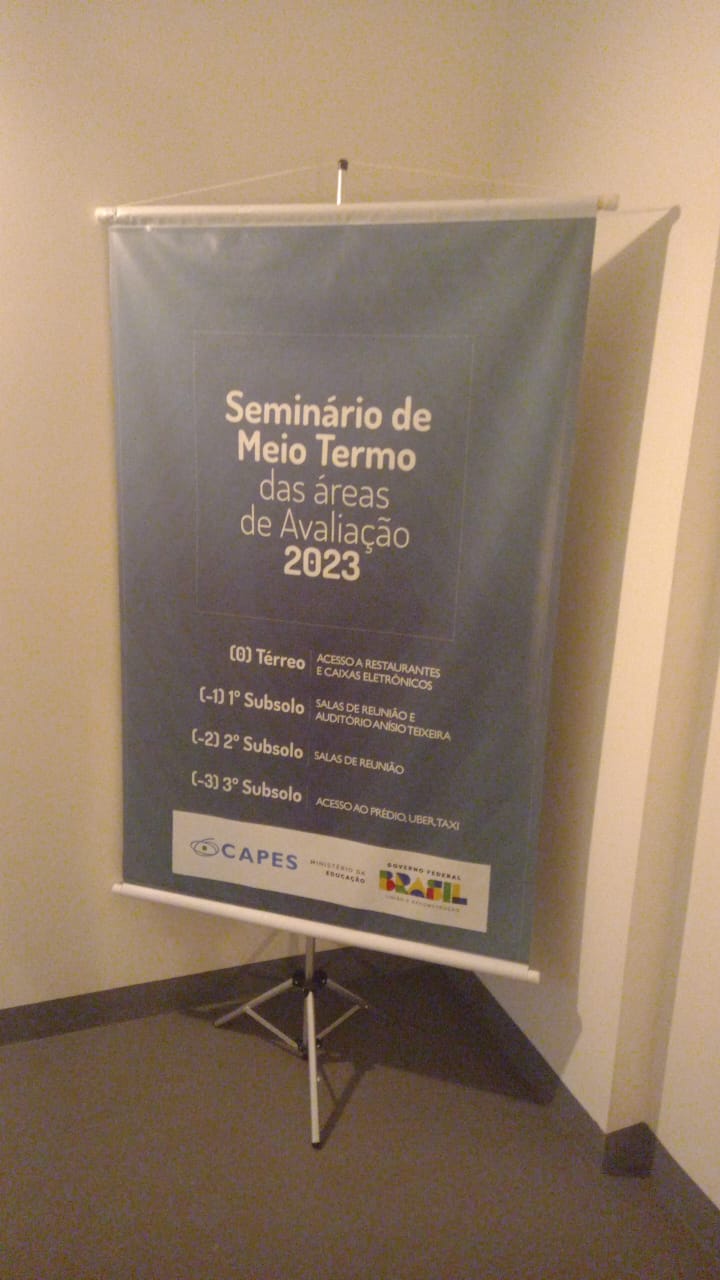 Seminário de
Meio Termo
das áreas
de Avaliação
2023
(0) Térreo
ACESSO A RESTAURANTES
E CAIXAS ELETRÔNICOS
(-1) 1º Subsolo
SALAS DE REUNIÃO E
AUDITÓRIO ANÍSIO TEIXEIRA
(-2) 2º Subsolo
SALAS DE REUNIÃO
(-3) 3º Subsolo
ACESSO AO PRÉDIO, UBER, TAXI
CAPES
MINISTÉRIO DA
EDUCAÇÃO
GOVERNO FEDERAL
BRASIL
UNIÃO E RECONSTRUÇÃO